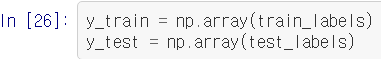 In [26]: y_train = np.array(train_labels)
y_test = np.array(test_labels)